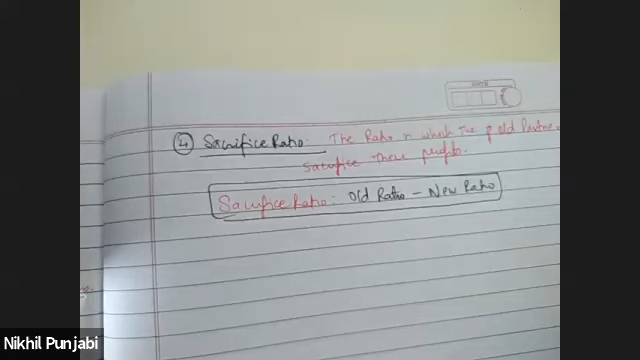 ④ Sacrifice Ratio: The Ratio in which the old Partner
Sacrifice their profits.
Sacrifice Ratio: Old Ratio - New Ratio
Nikhil Punjabi